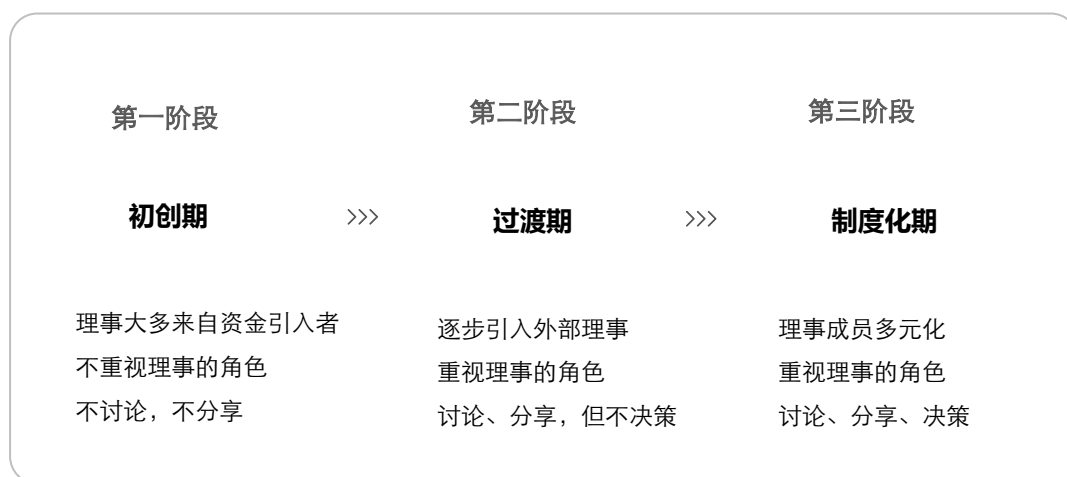 第一阶段
第二阶段
第三阶段
初创期
>>>
过渡期
>>>
制度化期
理事大多来自资金引入者
不重视理事的角色
不讨论，不分享
逐步引入外部理事
重视理事的角色
讨论、分享，但不决策
理事成员多元化
重视理事的角色
讨论、分享、决策